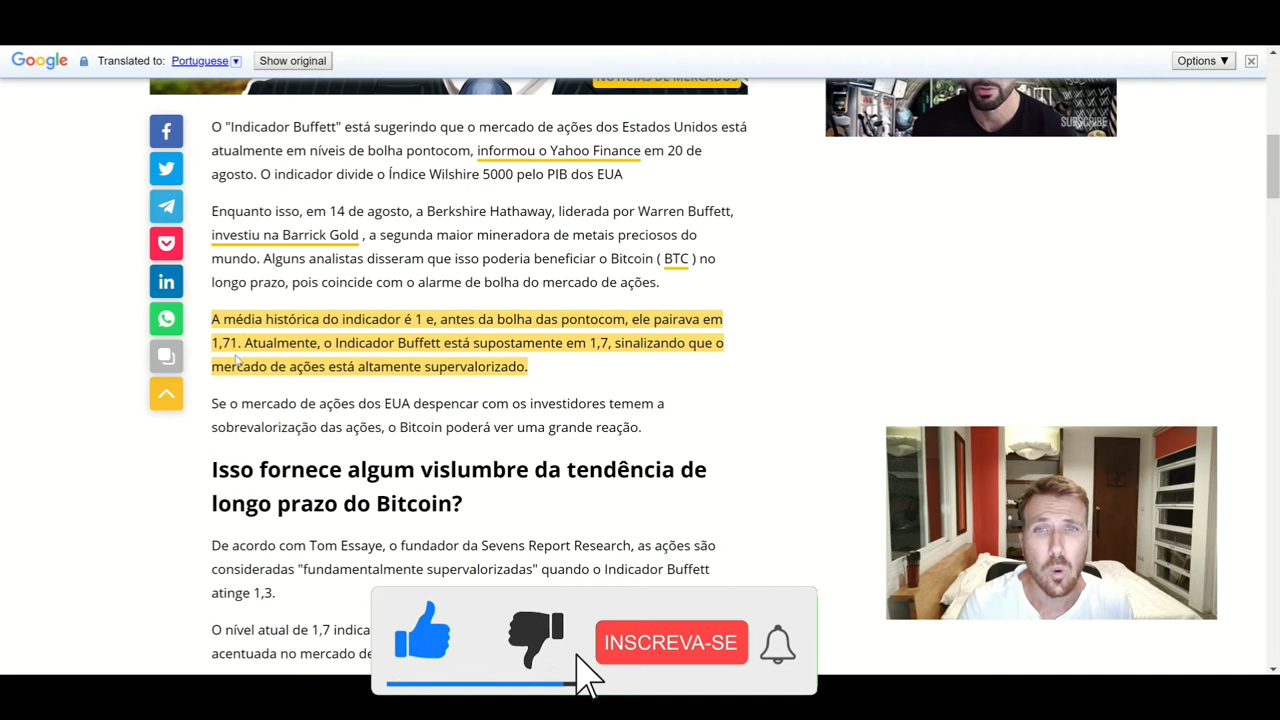 Google Translated to: Portuguese ▼ Show original Options ▼
NOTÍCIAS DE MERCADOS
SUBSCRIBE
O "Indicador Buffett" está sugerindo que o mercado de ações dos Estados Unidos está
atualmente em níveis de bolha pontocom, informou o Yahoo Finance em 20 de
agosto. O indicador divide o Índice Wilshire 5000 pelo PIB dos EUA
Enquanto isso, em 14 de agosto, a Berkshire Hathaway, liderada por Warren Buffett,
investiu na Barrick Gold , a segunda maior mineradora de metais preciosos do
mundo. Alguns analistas disseram que isso poderia beneficiar o Bitcoin ( BTC ) no
longo prazo, pois coincide com o alarme de bolha do mercado de ações.
A média histórica do indicador é 1 e, antes da bolha das pontocom, ele pairava em
1,71. Atualmente, o Indicador Buffett está supostamente em 1,7, sinalizando que o
mercado de ações está altamente supervalorizado.
Se o mercado de ações dos EUA despencar com os investidores temem a
sobrevalorização das ações, o Bitcoin poderá ver uma grande reação.
Isso fornece algum vislumbre da tendência de
longo prazo do Bitcoin?
De acordo com Tom Essaye, o fundador da Sevens Report Research, as ações são
consideradas "fundamentalmente supervalorizadas" quando o Indicador Buffett
atinge 1,3.
O nível atual de 1,7
acentuada no mercado
INSCREVA-SE